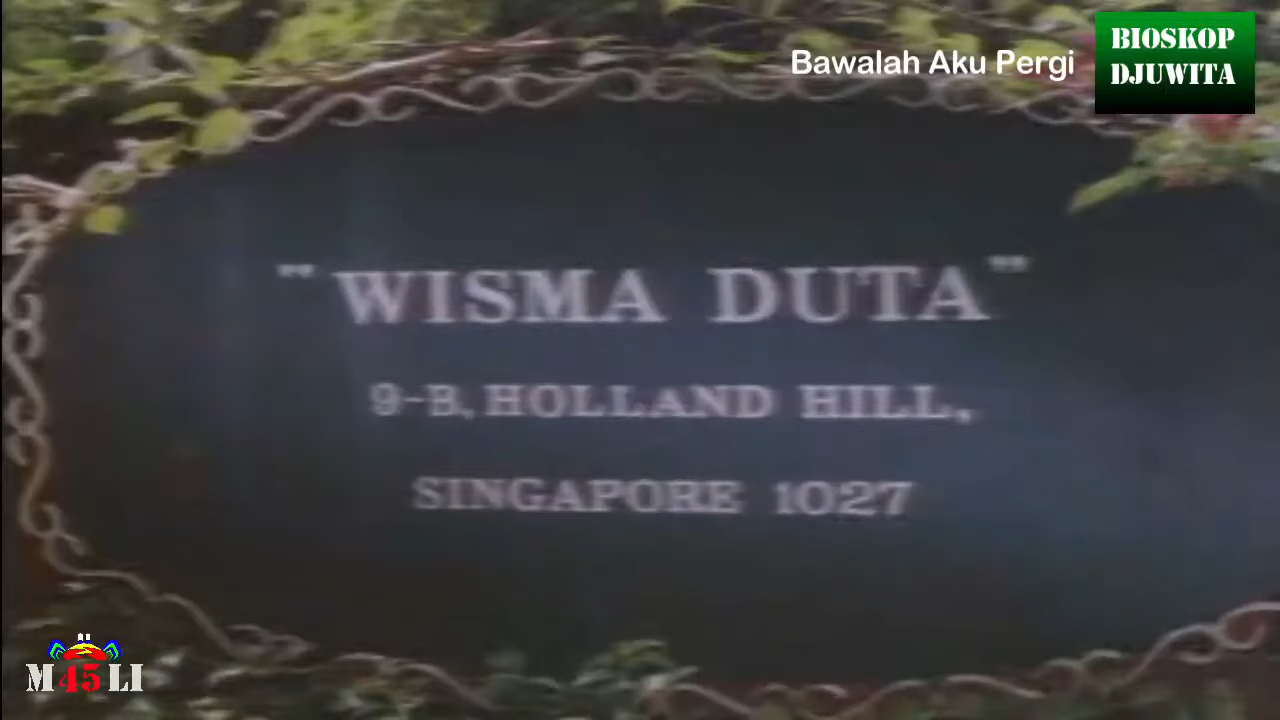 Bawalah Aku Pergi
BIOSKOP
DJUWITA
"WISMA DUTA"
9-B, HOLLAND HILL,
SINGAPORE 1027
M45LI